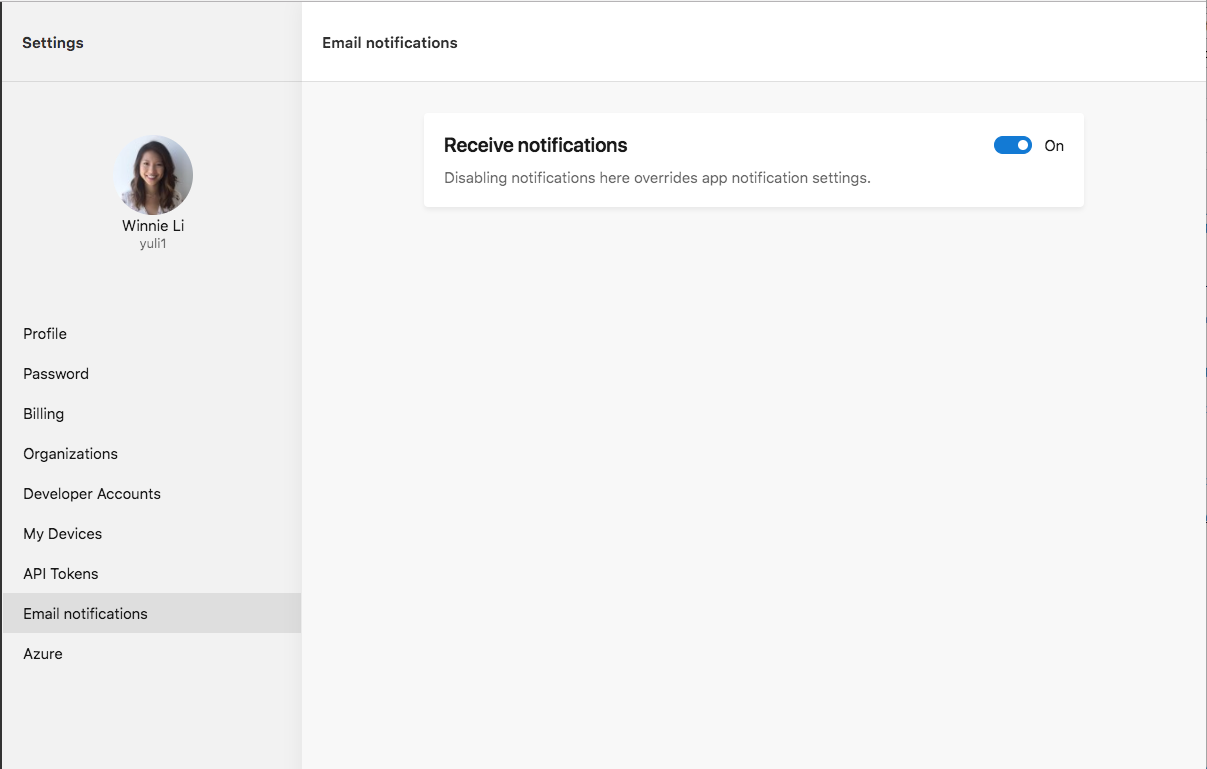 Settings
Email notifications
Winnie Li
yuli1
Profile
Password
Billing
Organizations
Developer Accounts
My Devices
API Tokens
Email notifications
Azure
Receive notifications
On
Disabling notifications here overrides app notification settings.